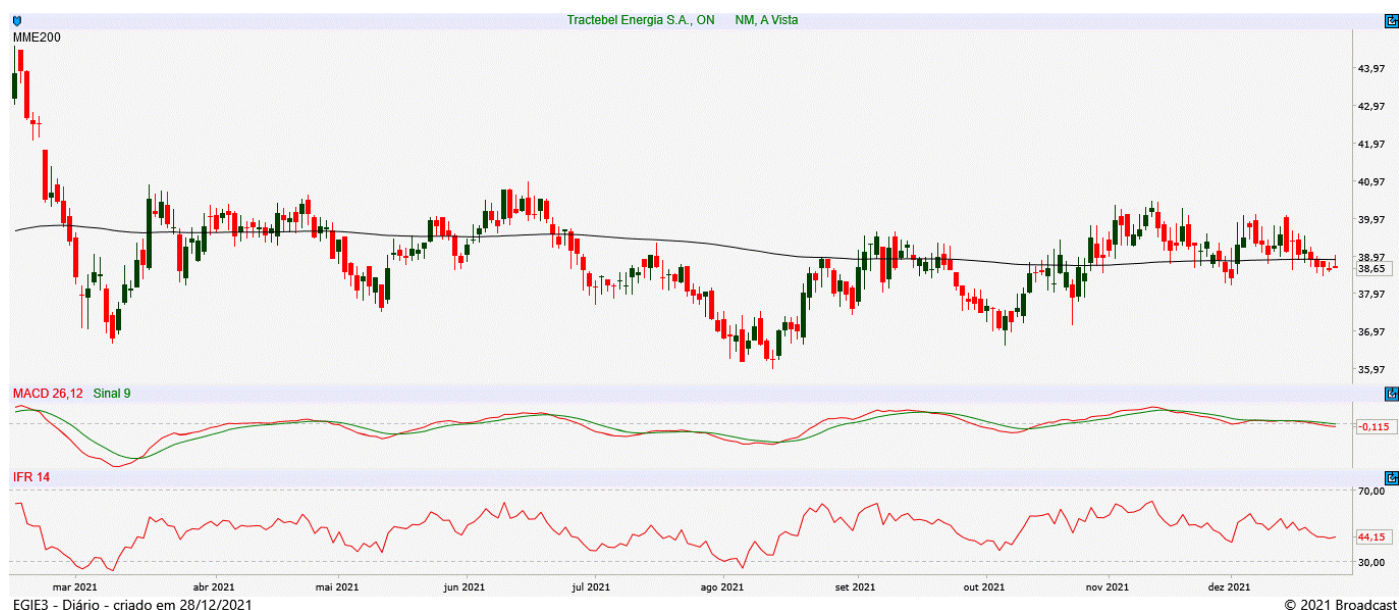 Tractebel Energia S.A., ON NM, A Vista
MME200
43,97
42,97
41,97
40,97
39,97
38,97
38,65
37,97
36,97
35,97
MACD 26,12 Sinal 9
-0,115
IFR 14
70,00
44,15
30,00
mar 2021 abr 2021 mai 2021 jun 2021 jul 2021 ago 2021 set 2021 out 2021 nov 2021 dez 2021
EGIE3 - Diário - criado em 28/12/2021 © 2021 Broadcast